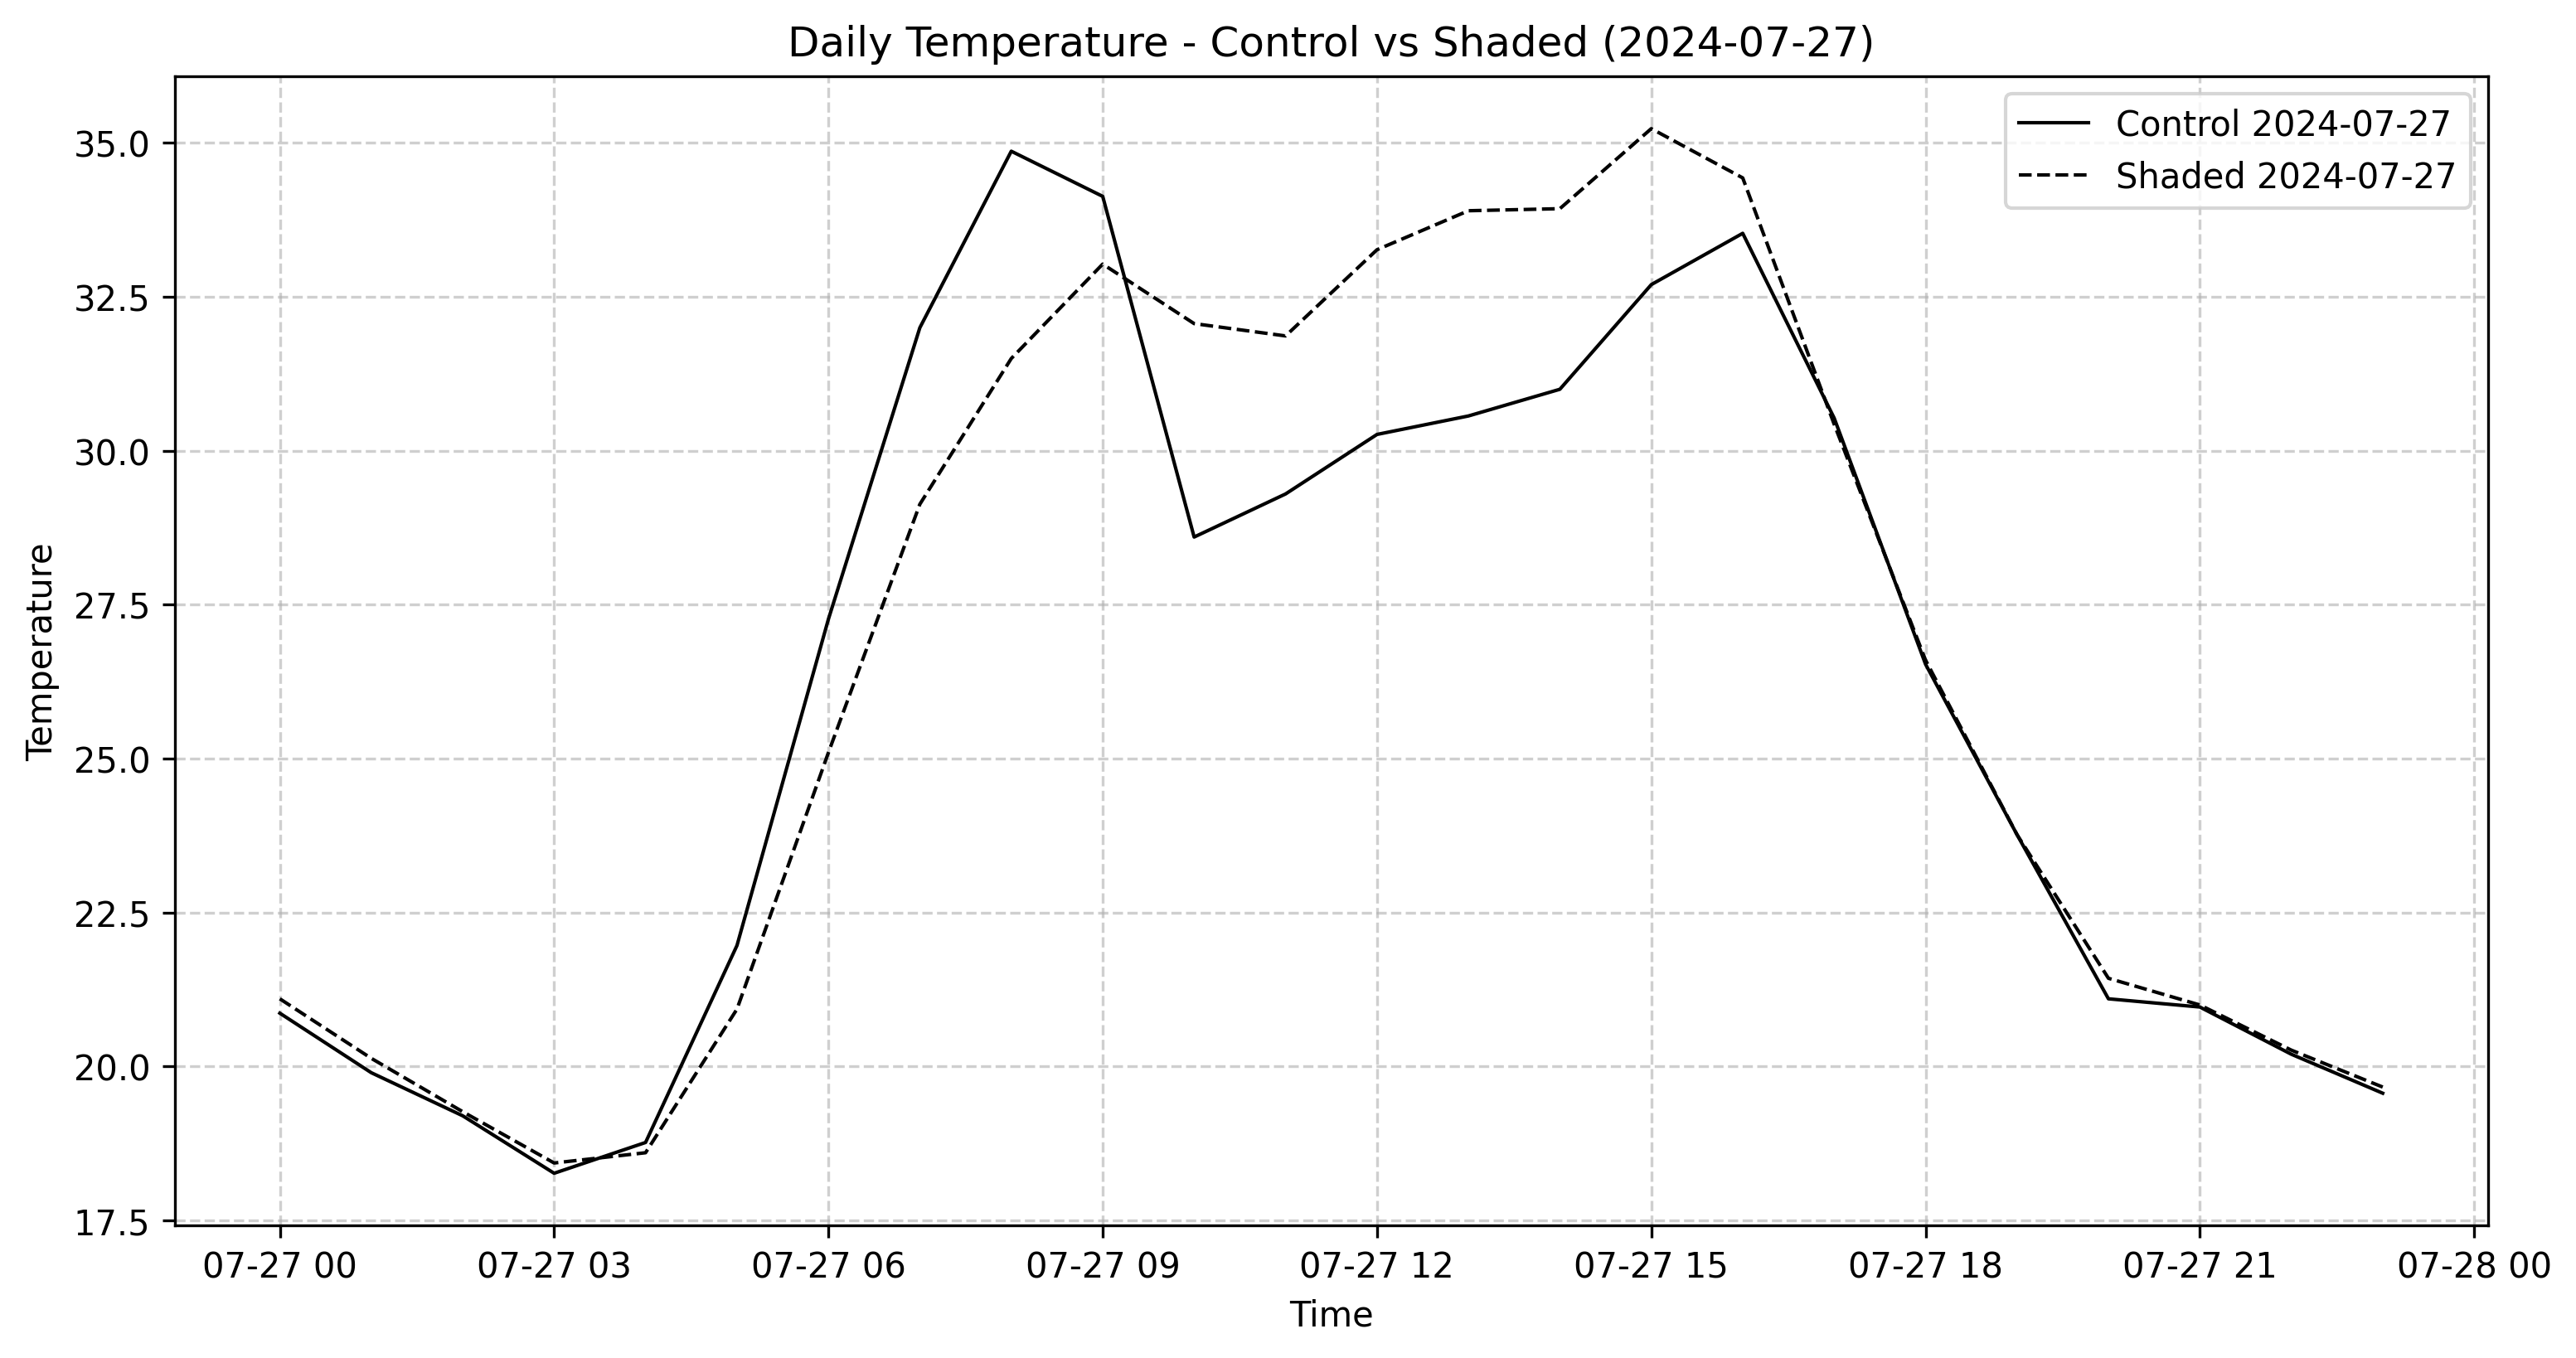 Daily Temperature - Control vs Shaded (2024-07-27)
Control 2024-07-27
Shaded 2024-07-27
35.0
32.5
30.0
27.5
25.0
22.5
20.0
17.5
Temperature
07-27 00 07-27 03 07-27 06 07-27 09 07-27 12 07-27 15 07-27 18 07-27 21 07-28 00
Time